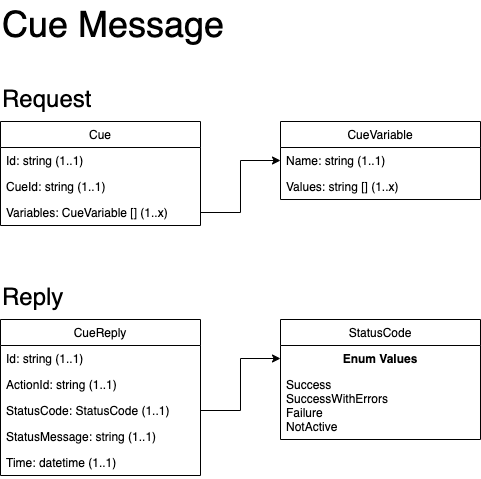 Cue Message
Request
Cue
Id: string (1..1)
CueId: string (1..1)
Variables: CueVariable [] (1..x)
CueVariable
Name: string (1..1)
Values: string [] (1..x)
Reply
CueReply
Id: string (1..1)
ActionId: string (1..1)
StatusCode: StatusCode (1..1)
StatusMessage: string (1..1)
Time: datetime (1..1)
StatusCode
Enum Values
Success
SuccessWithErrors
Failure
NotActive